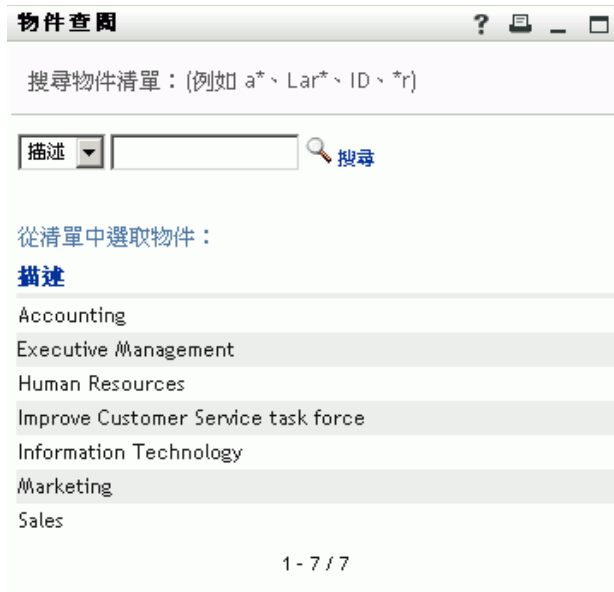 物件查閱
?
搜尋物件清單：(例如 a*、Lar*、ID、*r)
描述
搜尋
從清單中選取物件：
描述
Accounting
Executive Management
Human Resources
Improve Customer Service task force
Information Technology
Marketing
Sales
1 - 7 / 7